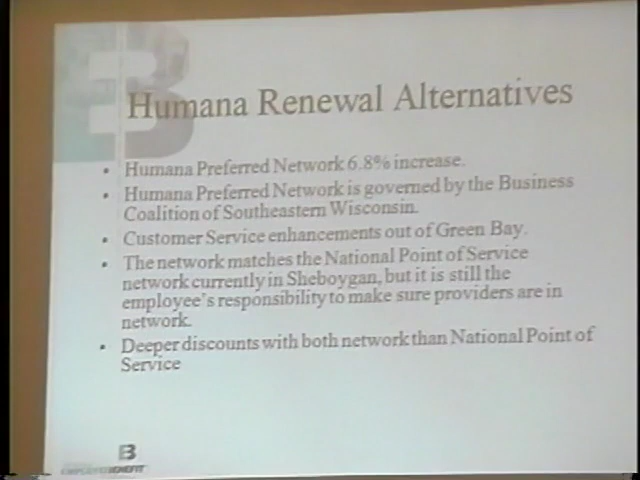 Humana Renewal Alternatives
• Humana Preferred Network 6.8% increase.
• Humana Preferred Network is governed by the Business
Coalition of Southeastern Wisconsin.
• Customer Service enhancements out of Green Bay.
• The network matches the National Point of Service
network currently in Sheboygan, but it is still the
employee's responsibility to make sure providers are in
network.
• Deeper discounts with both network than National Point of
Service
B
BENEFIT